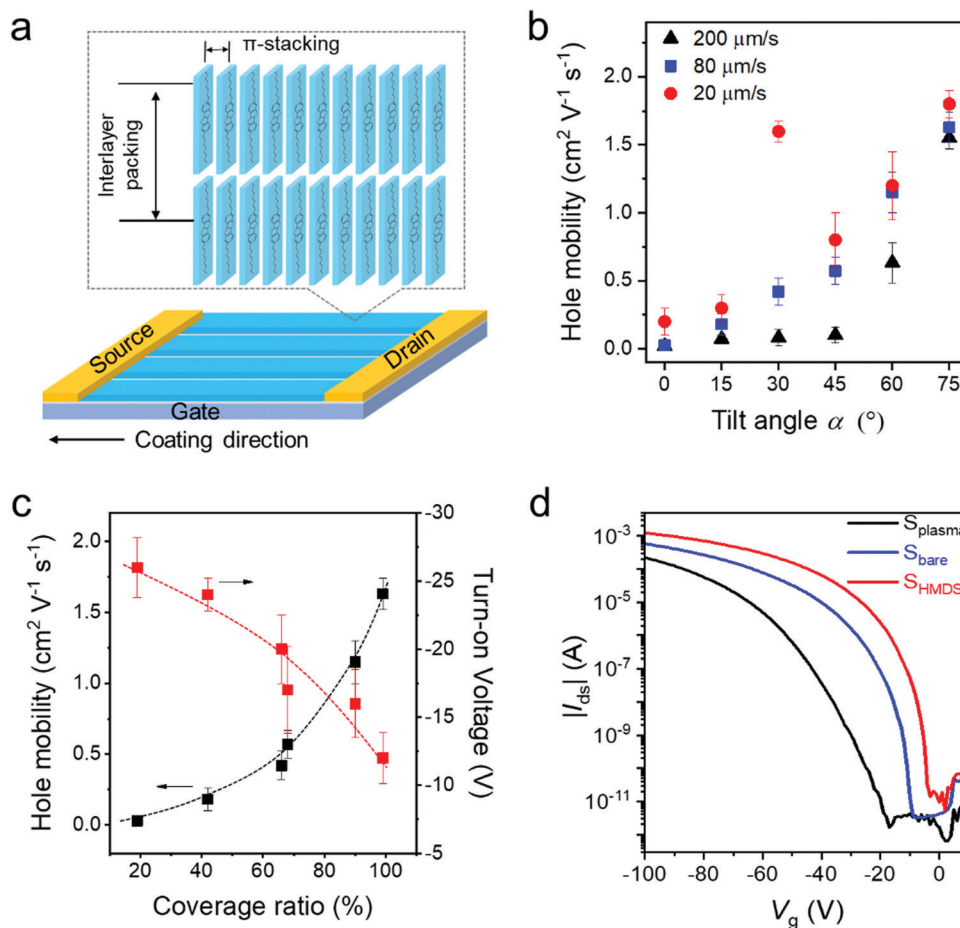 a
π-stacking
Interlayer
packing
Source
Drain
Gate
Coating direction
b
200 μm/s
80 μm/s
20 μm/s
Hole mobility (cm² V⁻¹ s⁻¹)
2.0
1.5
1.0
0.5
0.0
0 15 30 45 60 75
Tilt angle α (°)
c
Hole mobility (cm² V⁻¹ s⁻¹)
2.0
1.5
1.0
0.5
0.0
-30
-25
-20
-15
-10
-5
Turn-on Voltage
(V)
20 40 60 80 100
Coverage ratio (%)
d
S plasma
S bare
S HMDS
|I ds| (A)
10⁻³
10⁻⁵
10⁻⁷
10⁻⁹
10⁻¹¹
-100 -80 -60 -40 -20 0
V g (V)